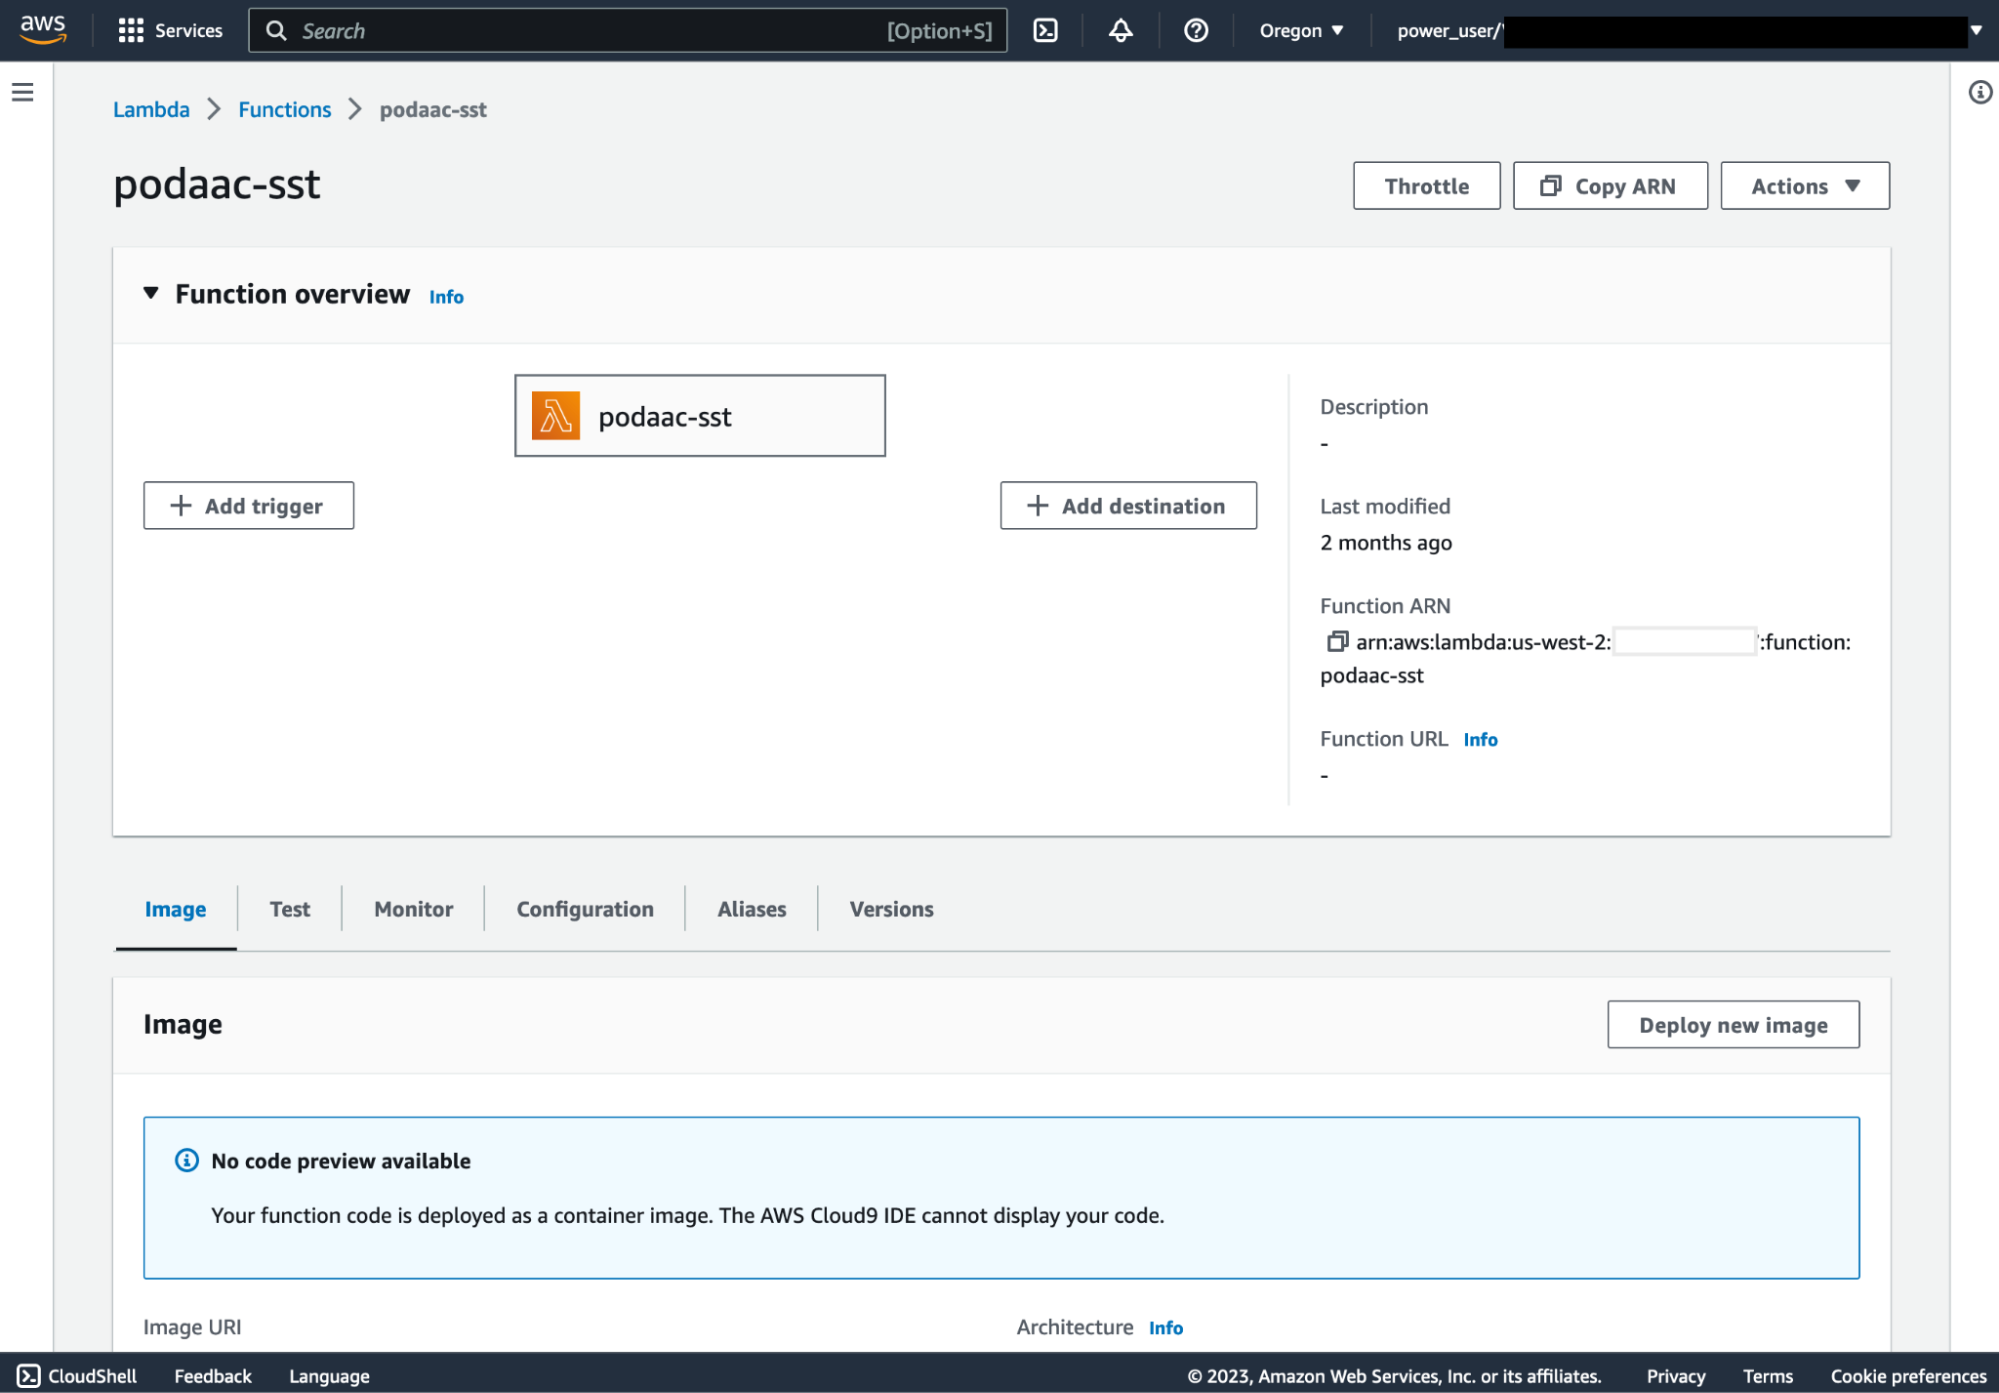 aws Services Search [Option+S] Oregon power_user/
Lambda Functions podaac-sst
podaac-sst
Throttle Copy ARN Actions
Function overview Info
podaac-sst
Add trigger Add destination
Description
-
Last modified
2 months ago
Function ARN
arn:aws:lambda:us-west-2: :function:
podaac-sst
Function URL Info
-
Image Test Monitor Configuration Aliases Versions
Image
Deploy new image
No code preview available
Your function code is deployed as a container image. The AWS Cloud9 IDE cannot display your code.
Image URI Architecture Info
CloudShell Feedback Language © 2023, Amazon Web Services, Inc. or its affiliates. Privacy Terms Cookie preferences